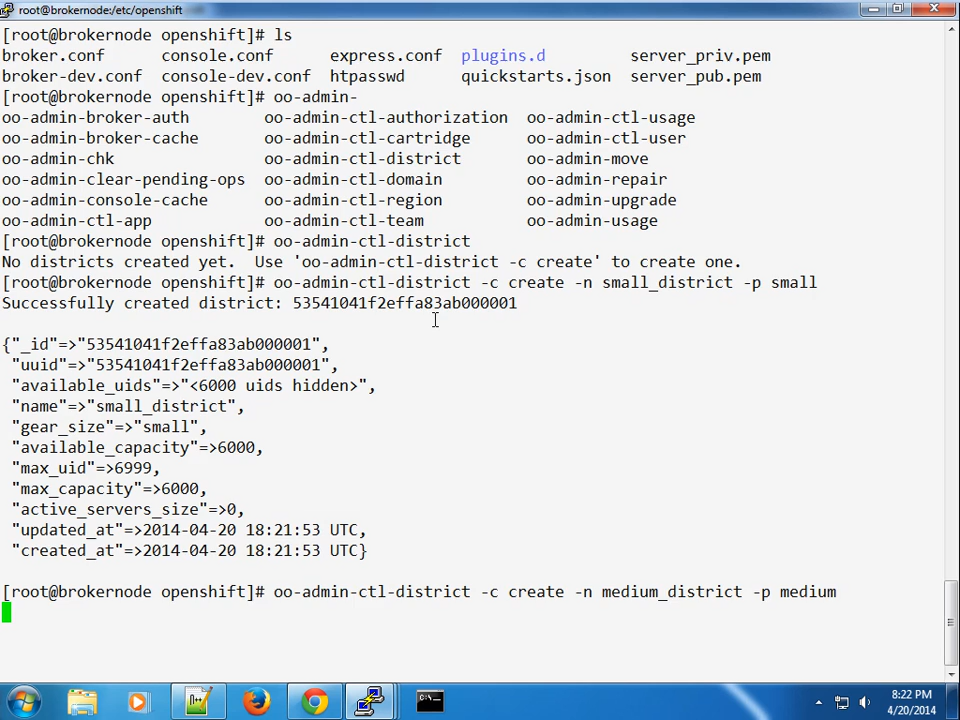 root@brokernode:/etc/openshift
[root@brokernode openshift]# ls
broker.conf console.conf express.conf plugins.d server_priv.pem
broker-dev.conf console-dev.conf htpasswd quickstarts.json server_pub.pem
[root@brokernode openshift]# oo-admin-
oo-admin-broker-auth oo-admin-ctl-authorization oo-admin-ctl-usage
oo-admin-broker-cache oo-admin-ctl-cartridge oo-admin-ctl-user
oo-admin-chk oo-admin-ctl-district oo-admin-move
oo-admin-clear-pending-ops oo-admin-ctl-domain oo-admin-repair
oo-admin-console-cache oo-admin-ctl-region oo-admin-upgrade
oo-admin-ctl-app oo-admin-ctl-team oo-admin-usage
[root@brokernode openshift]# oo-admin-ctl-district
No districts created yet. Use 'oo-admin-ctl-district -c create' to create one.
[root@brokernode openshift]# oo-admin-ctl-district -c create -n small_district -p small
Successfully created district: 53541041f2effa83ab000001
{"_id"=>"53541041f2effa83ab000001",
"uuid"=>"53541041f2effa83ab000001",
"available_uids"=>"<6000 uids hidden>",
"name"=>"small_district",
"gear_size"=>"small",
"available_capacity"=>6000,
"max_uid"=>6999,
"max_capacity"=>6000,
"active_servers_size"=>0,
"updated_at"=>2014-04-20 18:21:53 UTC,
"created_at"=>2014-04-20 18:21:53 UTC}
[root@brokernode openshift]# oo-admin-ctl-district -c create -n medium_district -p medium
8:22 PM
4/20/2014